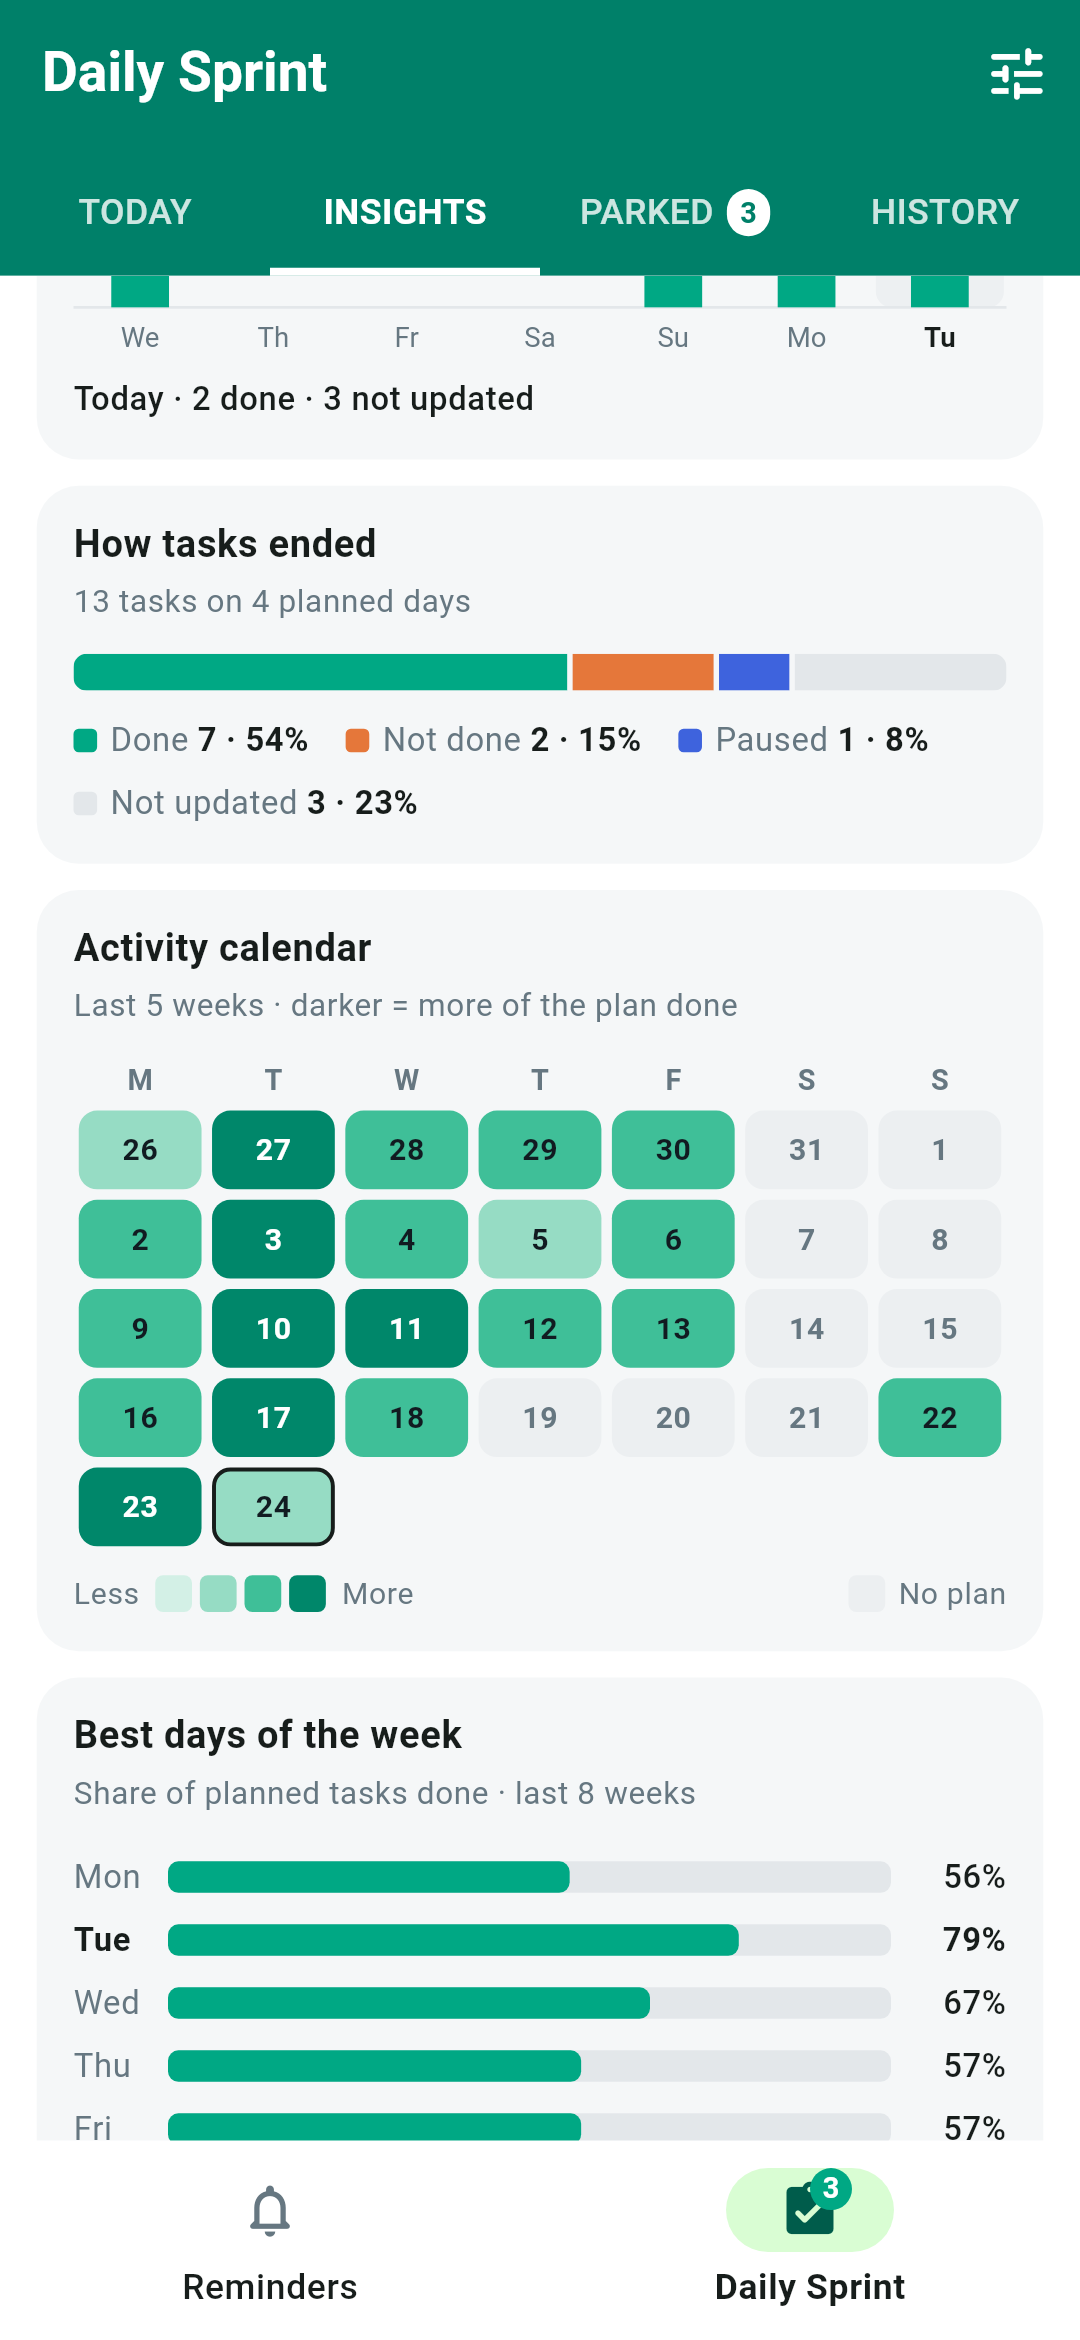 Daily Sprint
TODAY INSIGHTS PARKED 3 HISTORY
We Th Fr Sa Su Mo Tu
Today · 2 done · 3 not updated
How tasks ended
13 tasks on 4 planned days
Done 7 · 54% Not done 2 · 15% Paused 1 · 8%
Not updated 3 · 23%
Activity calendar
Last 5 weeks · darker = more of the plan done
M T W T F S S
26 27 28 29 30 31 1
2 3 4 5 6 7 8
9 10 11 12 13 14 15
16 17 18 19 20 21 22
23 24
Less More No plan
Best days of the week
Share of planned tasks done · last 8 weeks
Mon 56%
Tue 79%
Wed 67%
Thu 57%
Fri 57%
3
Reminders Daily Sprint